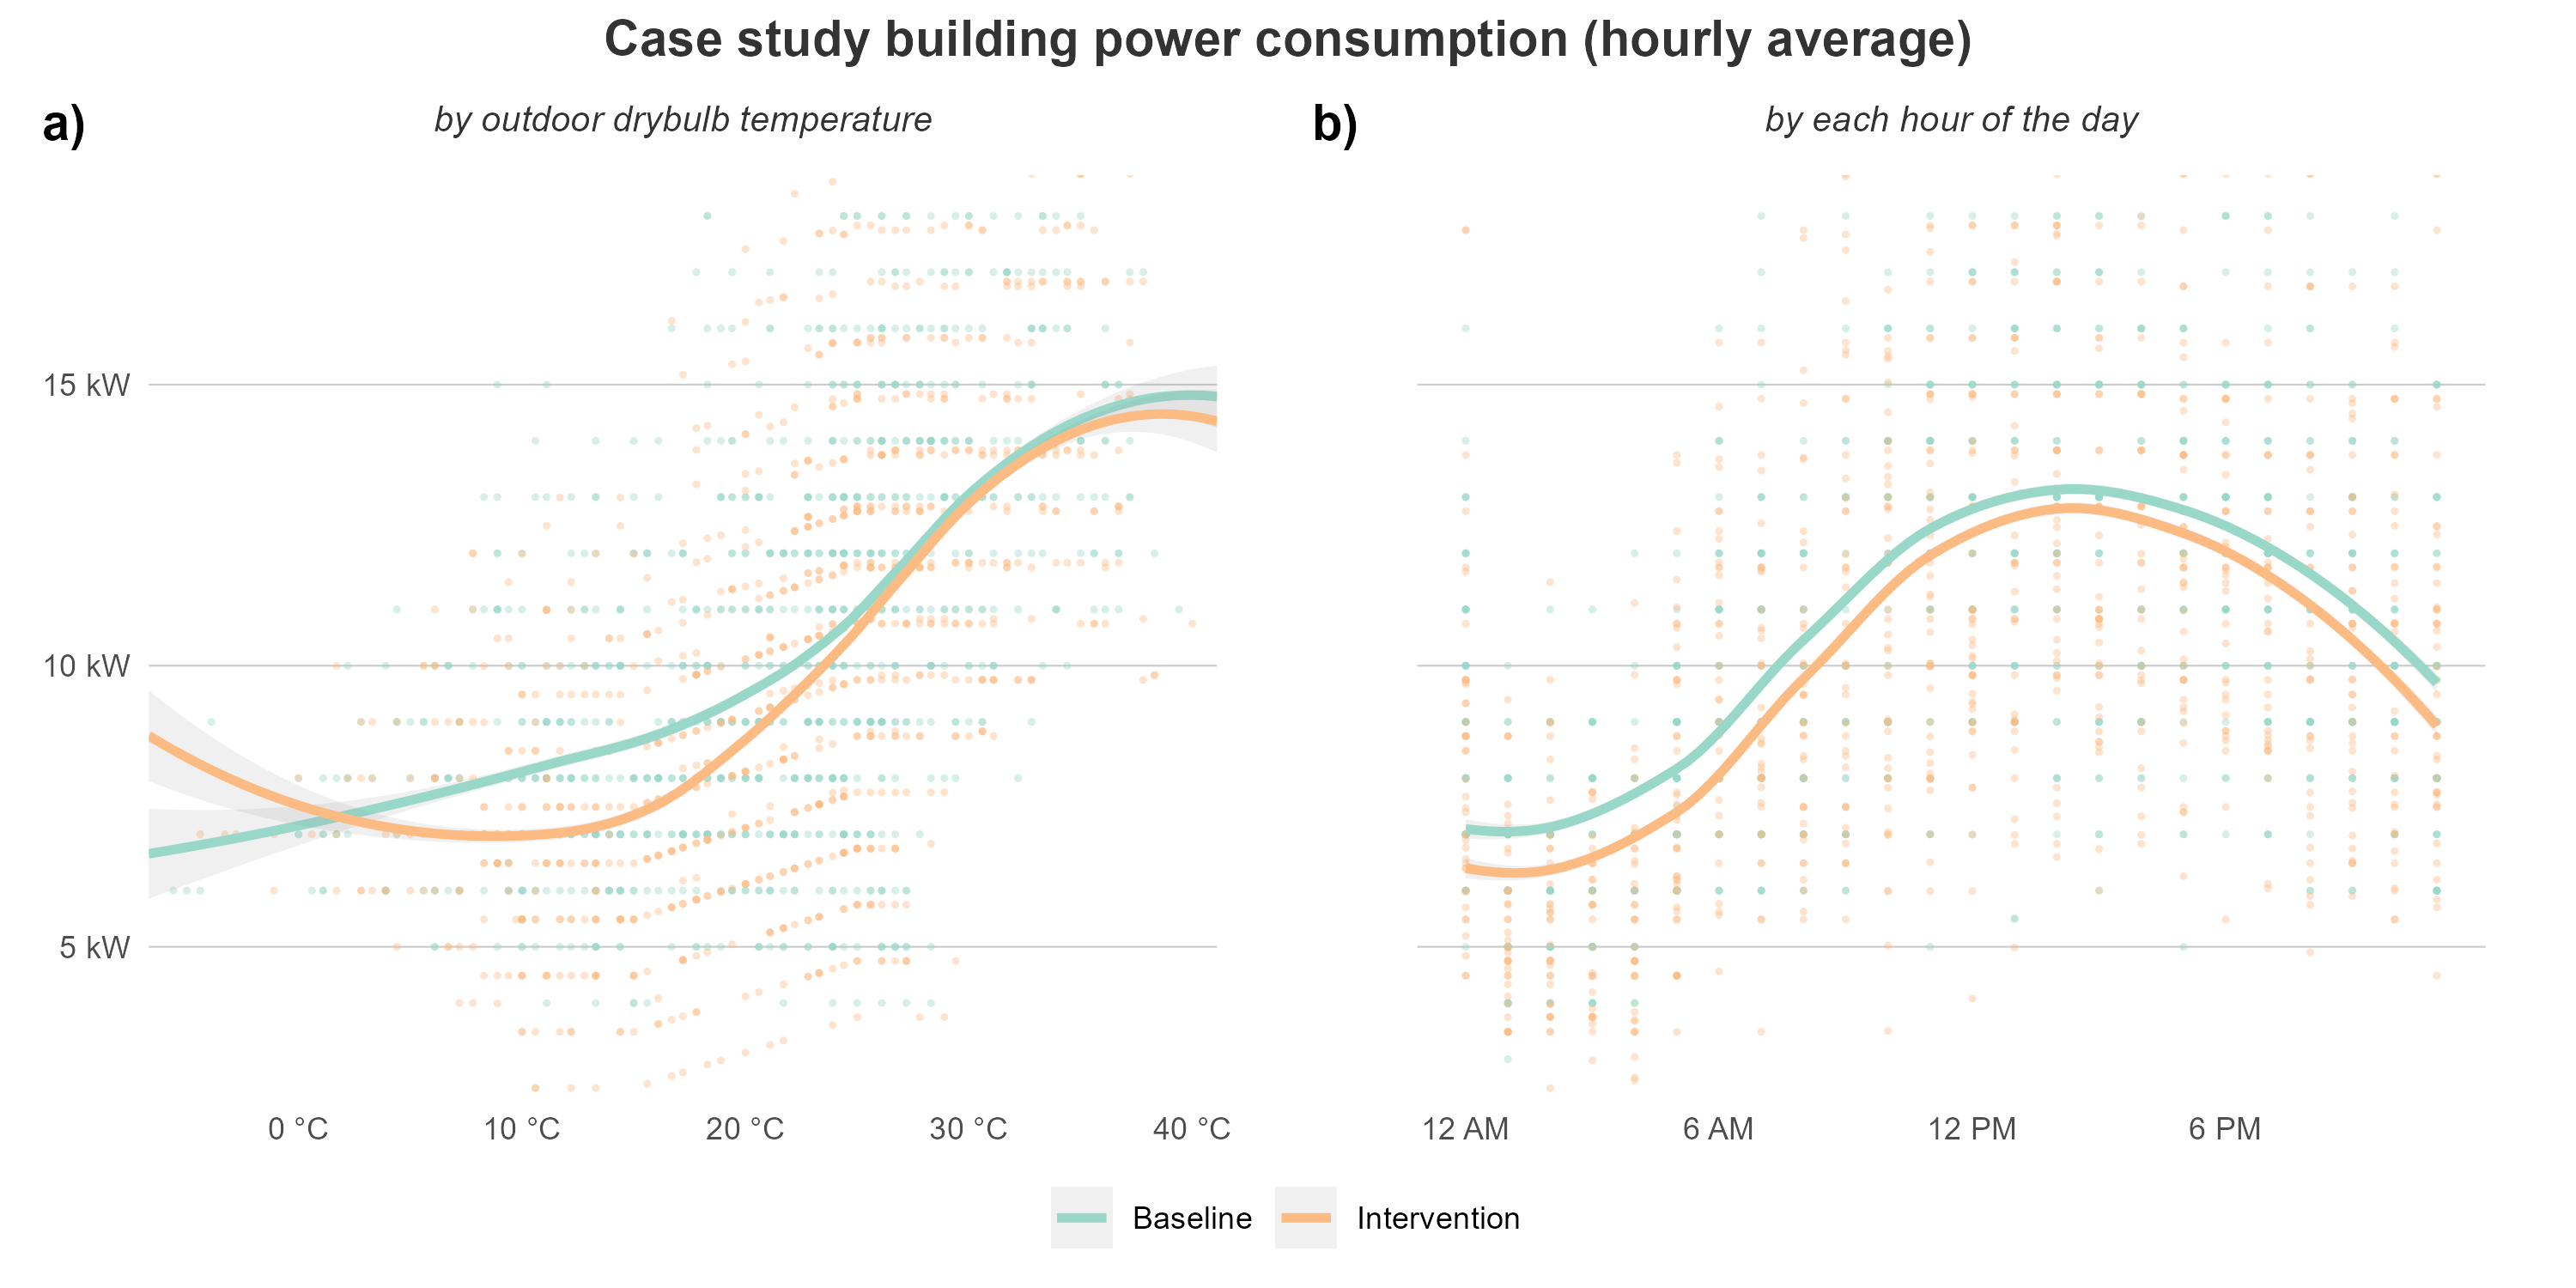 Case study building power consumption (hourly average)
a)
by outdoor drybulb temperature
b)
by each hour of the day
15 kW
10 kW
5 kW
0 °C 10 °C 20 °C 30 °C 40 °C
12 AM 6 AM 12 PM 6 PM
Baseline Intervention